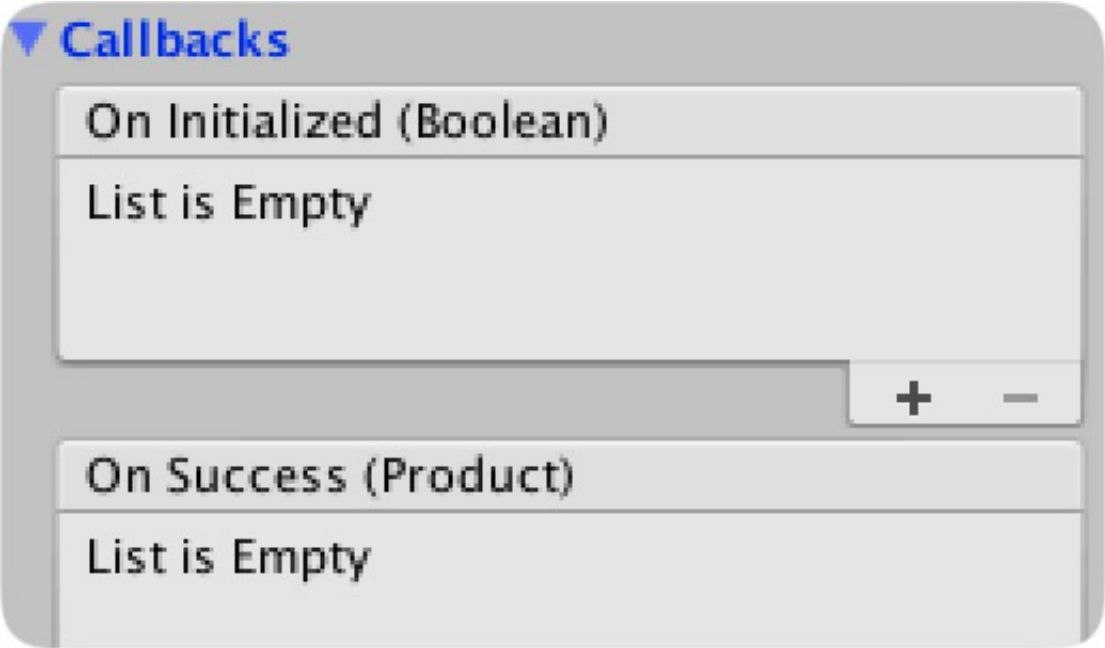 Callbacks
On Initialized (Boolean)
List is Empty
On Success (Product)
List is Empty